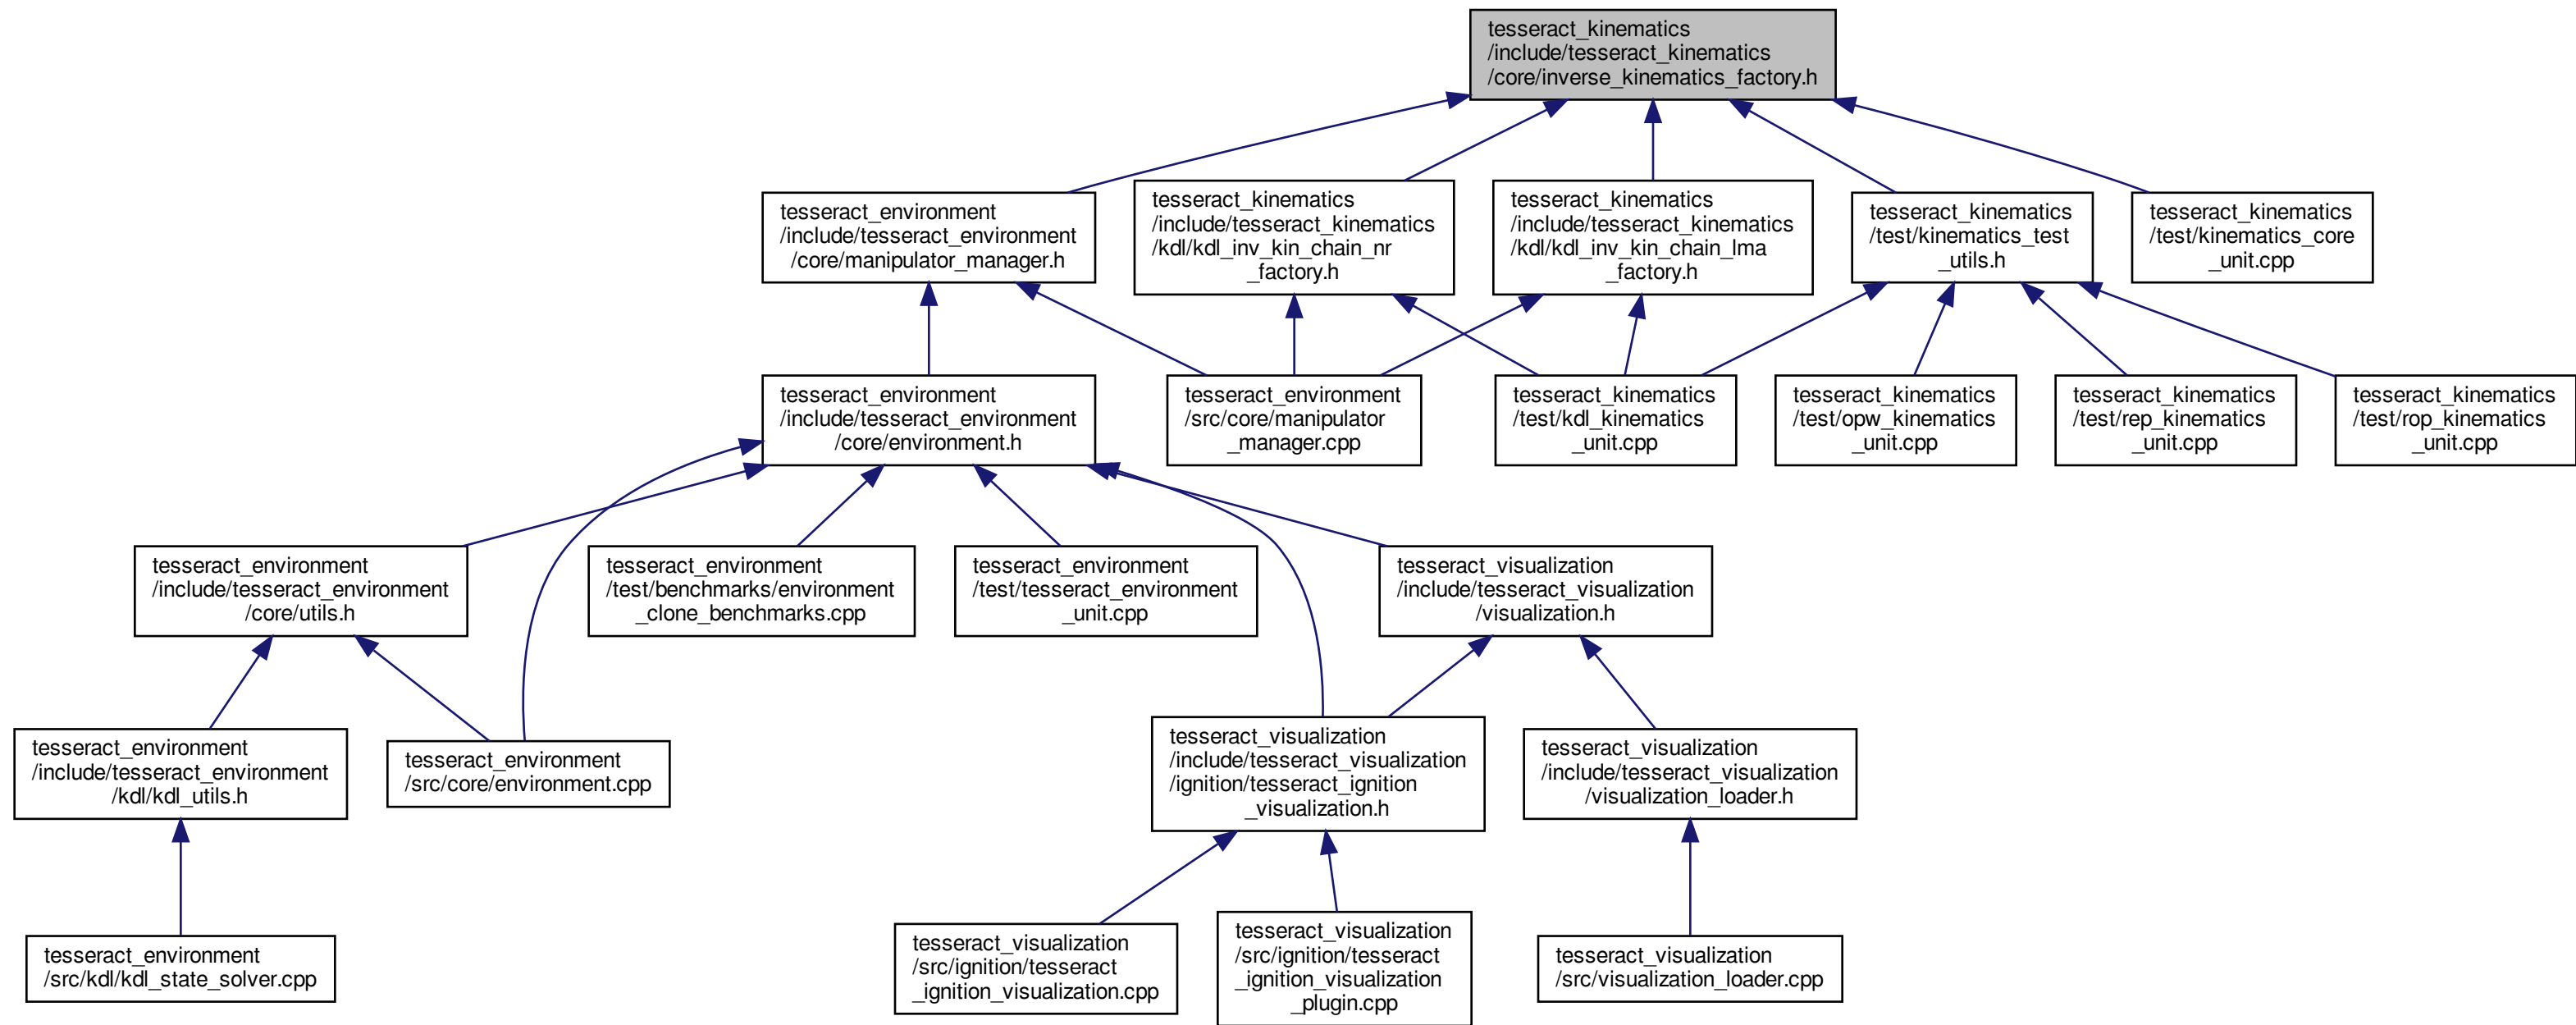 tesseract_kinematics
/include/tesseract_kinematics
/core/inverse_kinematics_factory.h
tesseract_environment
/include/tesseract_environment
/core/manipulator_manager.h
tesseract_kinematics
/include/tesseract_kinematics
/kdl/kdl_inv_kin_chain_nr
_factory.h
tesseract_kinematics
/include/tesseract_kinematics
/kdl/kdl_inv_kin_chain_lma
_factory.h
tesseract_kinematics
/test/kinematics_test
_utils.h
tesseract_kinematics
/test/kinematics_core
_unit.cpp
tesseract_environment
/include/tesseract_environment
/core/environment.h
tesseract_environment
/src/core/manipulator
_manager.cpp
tesseract_kinematics
/test/kdl_kinematics
_unit.cpp
tesseract_kinematics
/test/opw_kinematics
_unit.cpp
tesseract_kinematics
/test/rep_kinematics
_unit.cpp
tesseract_kinematics
/test/rop_kinematics
_unit.cpp
tesseract_environment
/include/tesseract_environment
/core/utils.h
tesseract_environment
/test/benchmarks/environment
_clone_benchmarks.cpp
tesseract_environment
/test/tesseract_environment
_unit.cpp
tesseract_visualization
/include/tesseract_visualization
/visualization.h
tesseract_environment
/include/tesseract_environment
/kdl/kdl_utils.h
tesseract_environment
/src/core/environment.cpp
tesseract_visualization
/include/tesseract_visualization
/ignition/tesseract_ignition
_visualization.h
tesseract_visualization
/include/tesseract_visualization
/visualization_loader.h
tesseract_environment
/src/kdl/kdl_state_solver.cpp
tesseract_visualization
/src/ignition/tesseract
_ignition_visualization.cpp
tesseract_visualization
/src/ignition/tesseract
_ignition_visualization
_plugin.cpp
tesseract_visualization
/src/visualization_loader.cpp